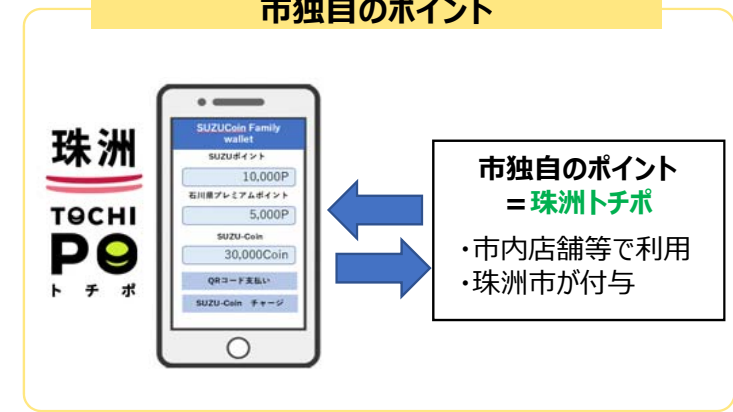 市独自のポイント
珠洲
TOCHI
PO
トチポ
SUZUCoin Family
wallet
SUZUポイント
10,000P
石川県プレミアムポイント
5,000P
SUZU-Coin
30,000Coin
QRコード支払い
SUZU-Coin チャージ
市独自のポイント
=珠洲トチポ
・市内店舗等で利用
・珠洲市が付与